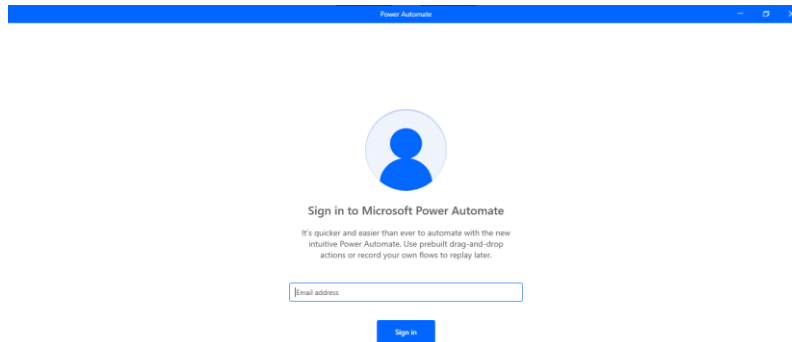 Power Automate
Sign in to Microsoft Power Automate
It's quicker and easier than ever to automate with the new
intuitive Power Automate. Use prebuilt drag-and-drop
actions or record your own flows to replay later.
Email address
Sign in